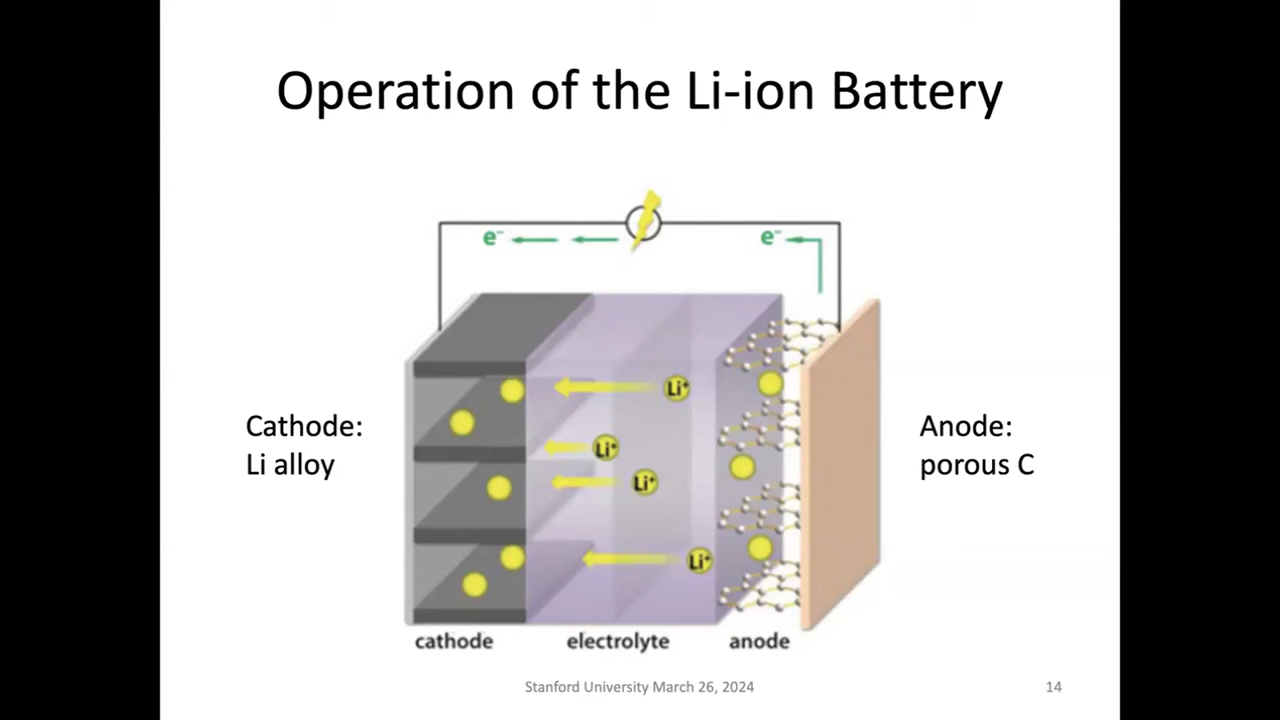 Operation of the Li-ion Battery
e⁻
e⁻
Li⁺
Li⁺
Li⁺
Li⁺
Cathode:
Li alloy
Anode:
porous C
cathode
electrolyte
anode
Stanford University March 26, 2024
14